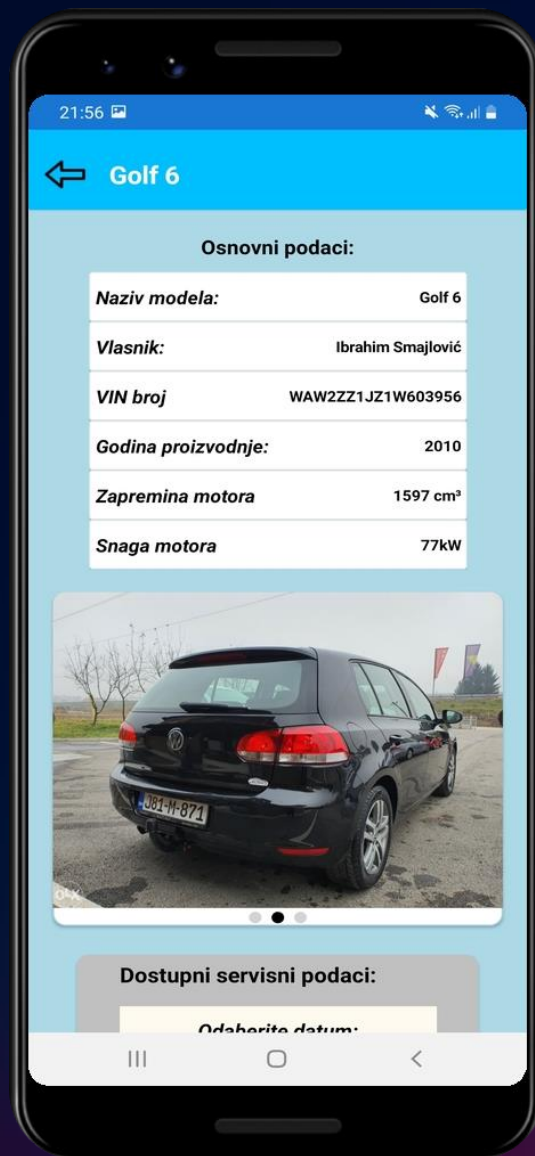 21:56
Golf 6
Osnovni podaci:
Naziv modela: Golf 6
Vlasnik: Ibrahim Smajlović
VIN broj WAW2ZZ1JZ1W603956
Godina proizvodnje: 2010
Zapremina motora 1597 cm³
Snaga motora 77kW
J81-M-871
OLX
Dostupni servisni podaci:
Odaberite datum: